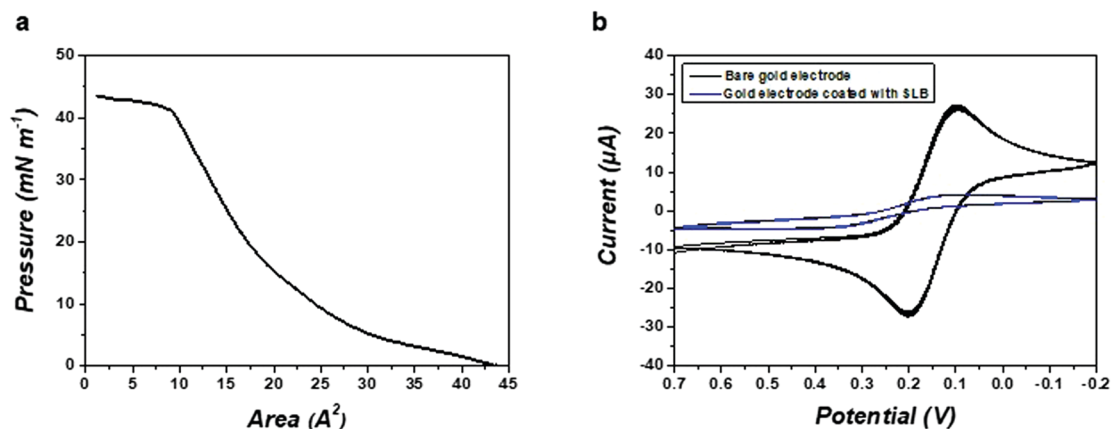 a
50
40
30
20
10
0
Pressure (mN m⁻¹)
0 5 10 15 20 25 30 35 40 45
Area (A²)
b
40
30
20
10
0
-10
-20
-30
-40
Current (µA)
Bare gold electrode
Gold electrode coated with SLB
0.7 0.6 0.5 0.4 0.3 0.2 0.1 0.0 -0.1 -0.2
Potential (V)